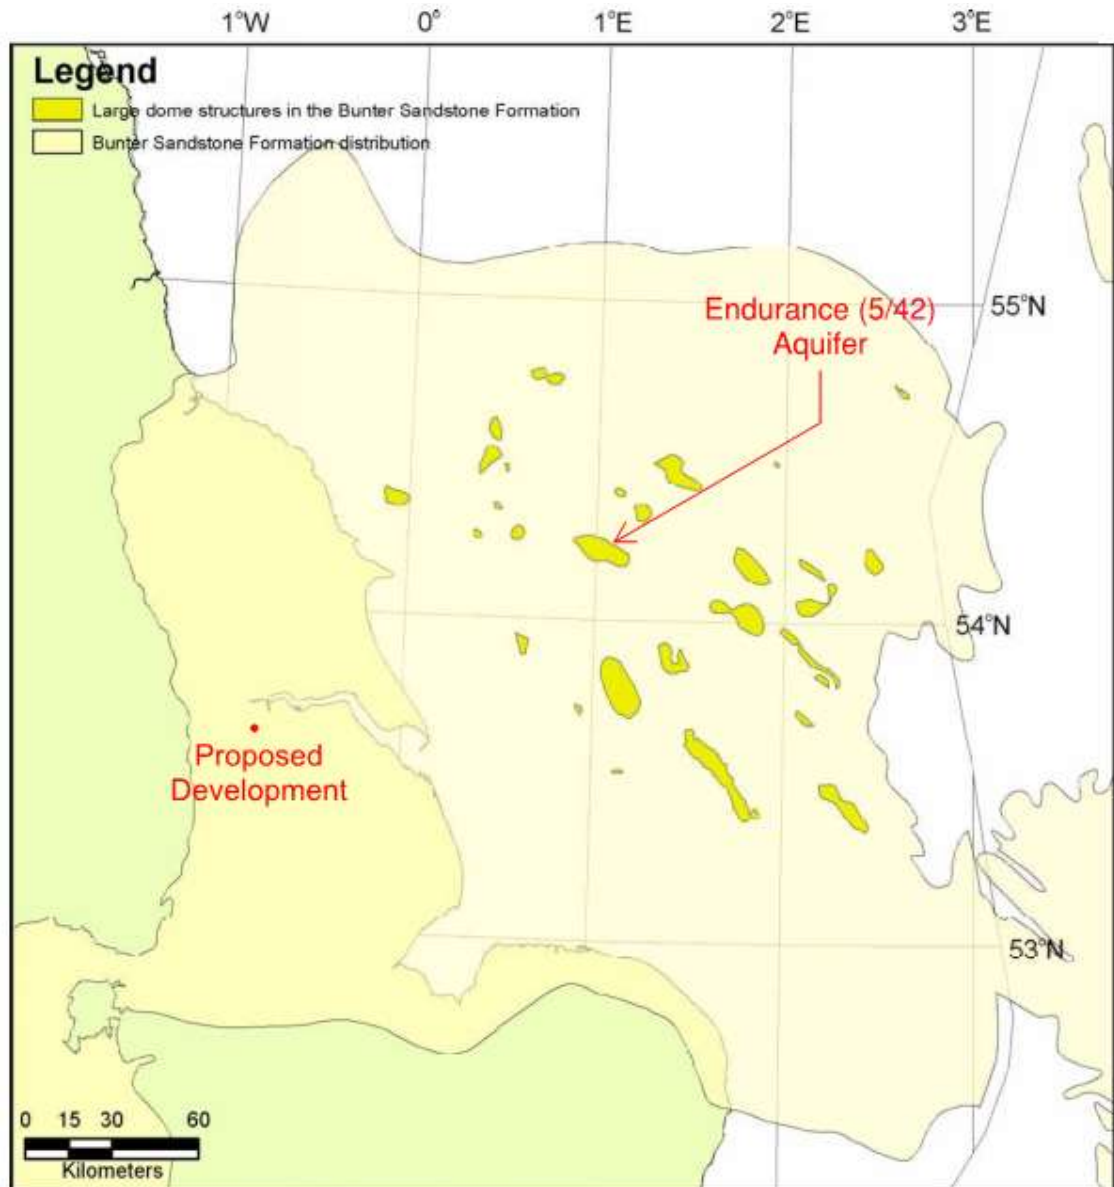 1°W 0° 1°E 2°E 3°E
Legend
Large dome structures in the Bunter Sandstone Formation
Bunter Sandstone Formation distribution
55°N
Endurance (5/42)
Aquifer
54°N
Proposed
Development
53°N
0 15 30 60
Kilometers